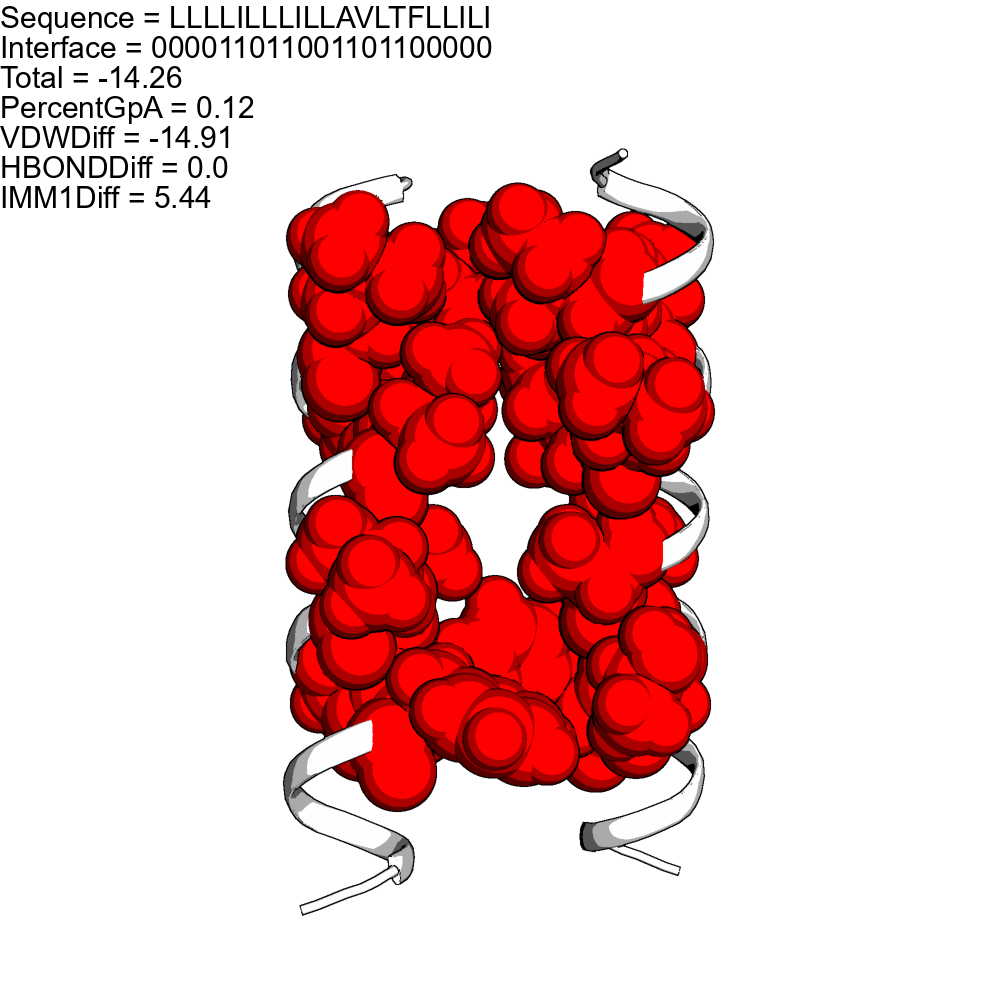 Sequence = LLLLILLLILLAVLTFLLILI
Interface = 000011011001101100000
Total = -14.26
PercentGpA = 0.12
VDWDiff = -14.91
HBONDDiff = 0.0
IMM1Diff = 5.44